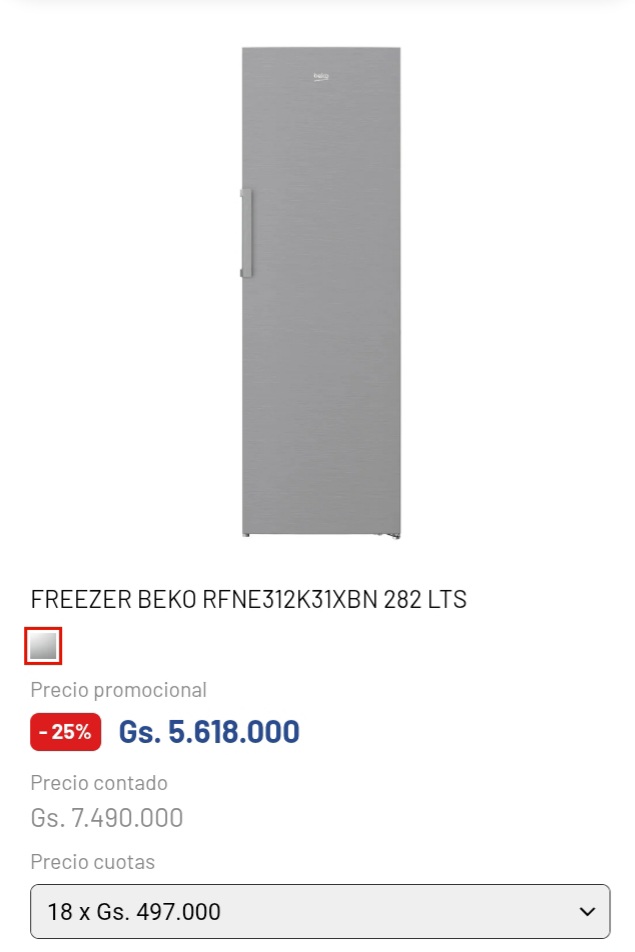 beko
FREEZER BEKO RFNE312K31XBN 282 LTS
Precio promocional
- 25% Gs. 5.618.000
Precio contado
Gs. 7.490.000
Precio cuotas
18 x Gs. 497.000